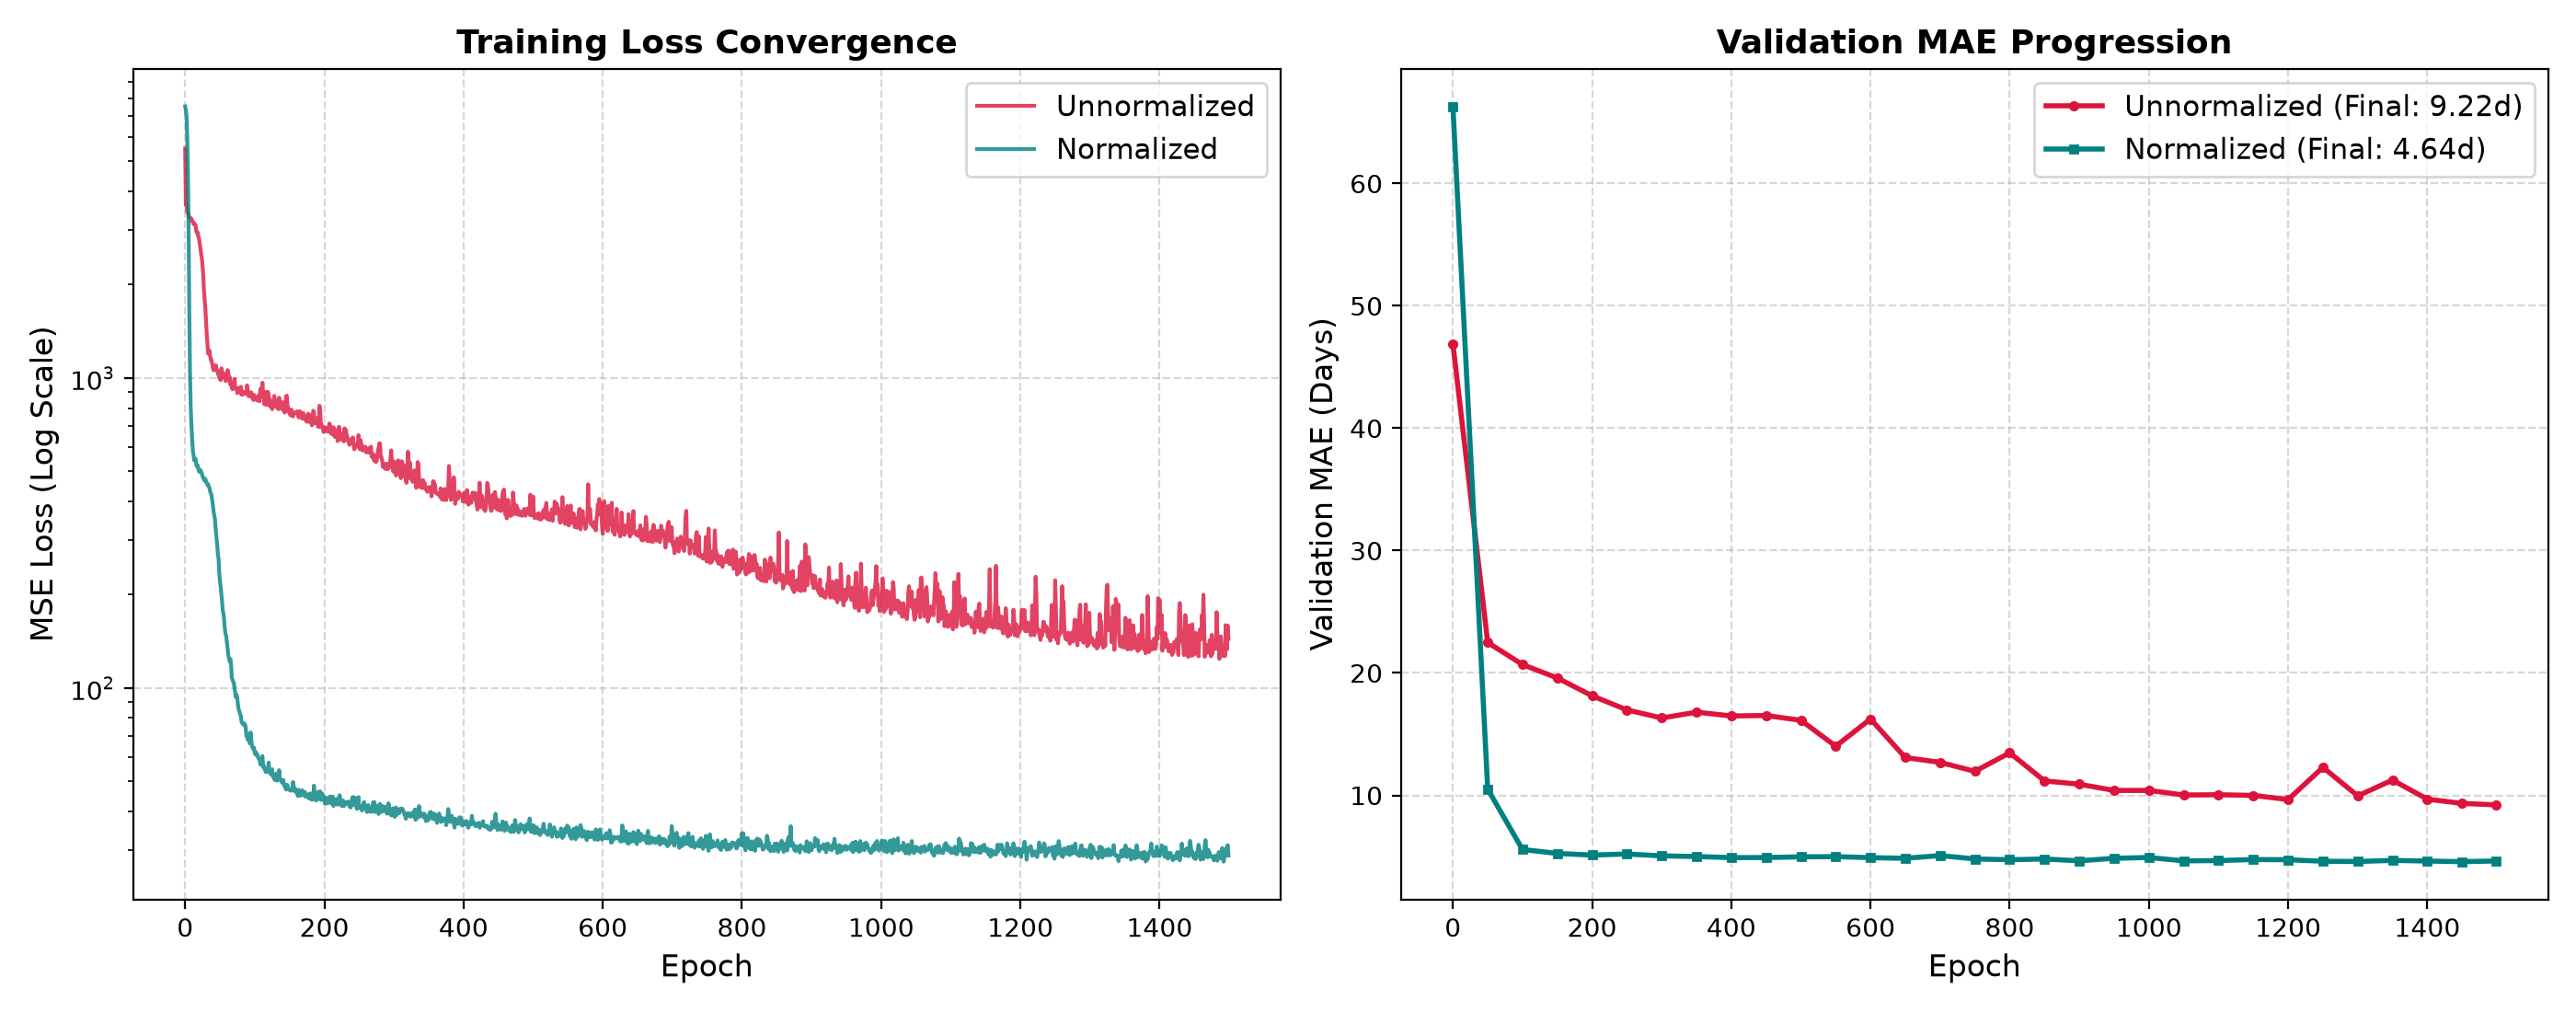 Training Loss Convergence
MSE Loss (Log Scale)
10³
10²
Unnormalized
Normalized
0 200 400 600 800 1000 1200 1400
Epoch
Validation MAE Progression
Validation MAE (Days)
60
50
40
30
20
10
Unnormalized (Final: 9.22d)
Normalized (Final: 4.64d)
0 200 400 600 800 1000 1200 1400
Epoch